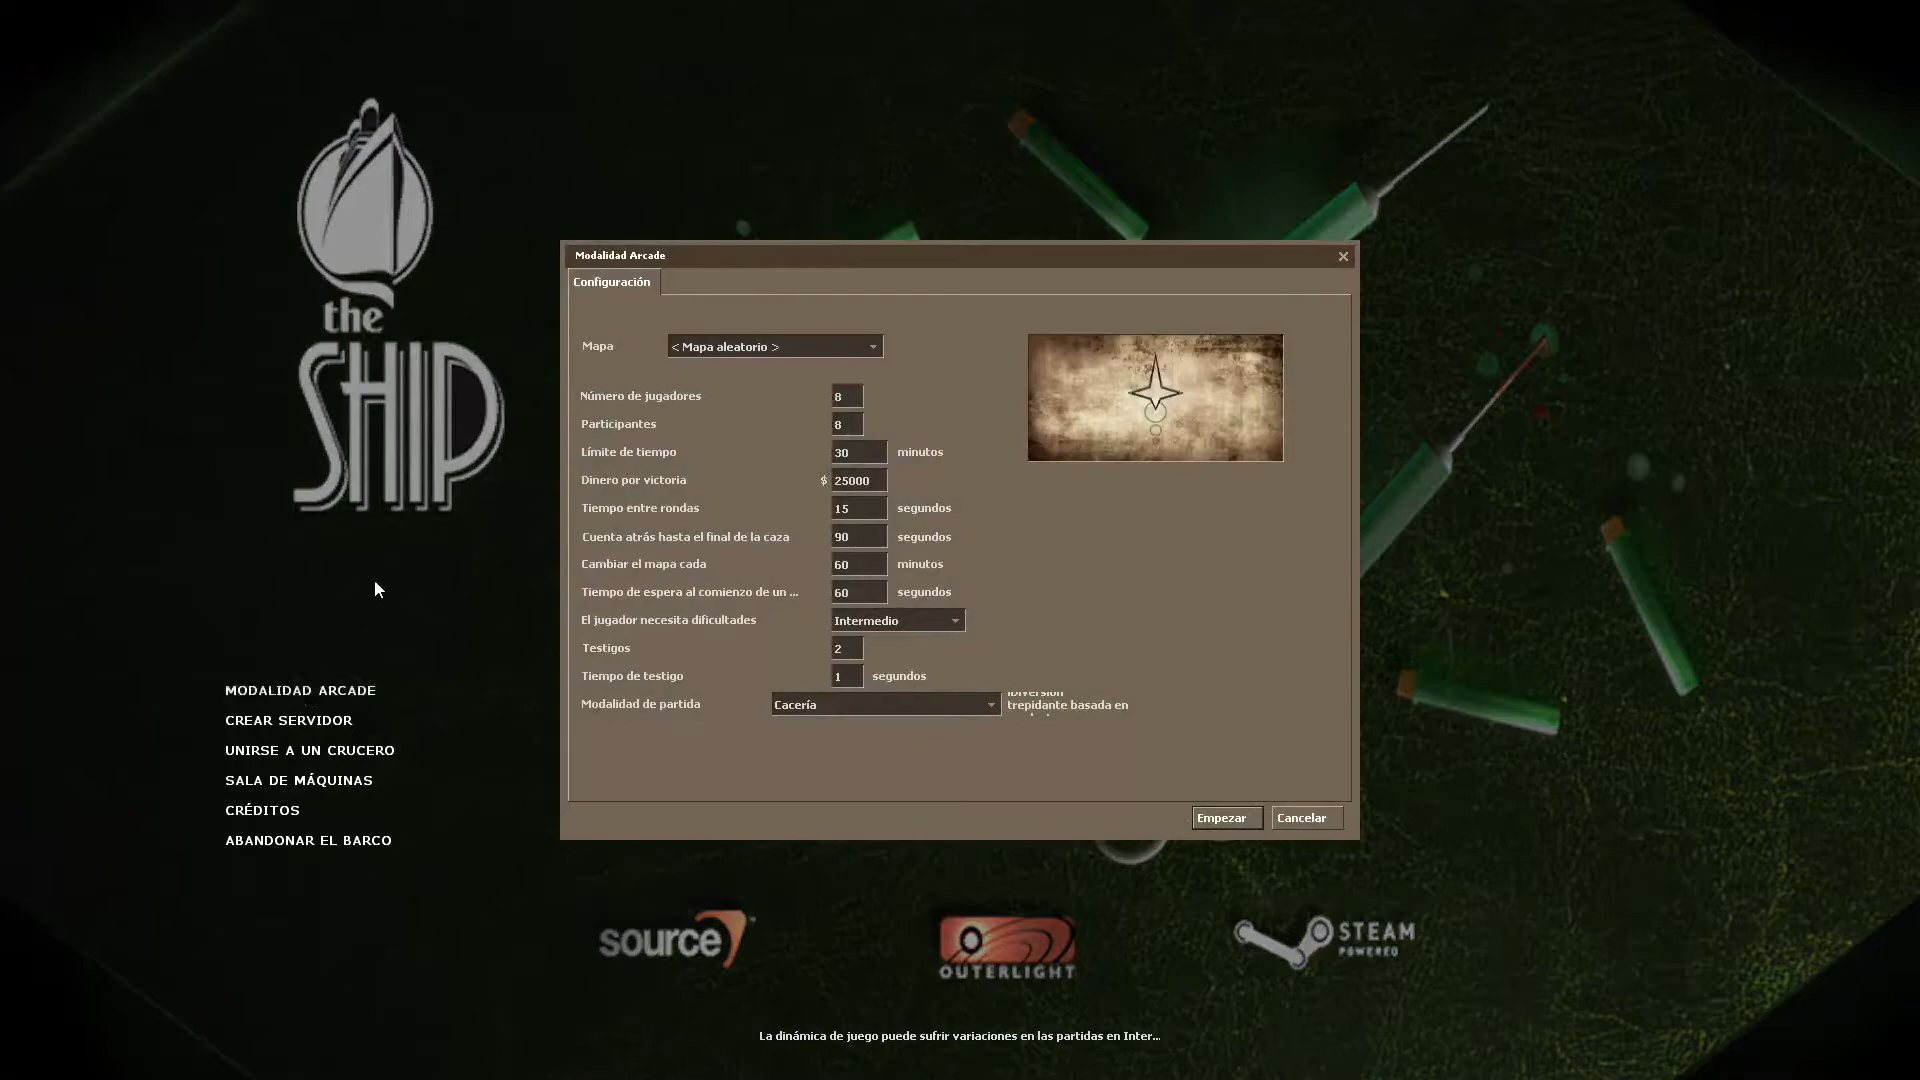 the
SHIP
MODALIDAD ARCADE
CREAR SERVIDOR
UNIRSE A UN CRUCERO
SALA DE MÁQUINAS
CRÉDITOS
ABANDONAR EL BARCO
Modalidad Arcade
Configuración
Mapa < Mapa aleatorio >
Número de jugadores 8
Participantes 8
Límite de tiempo 30 minutos
Dinero por victoria $ 25000
Tiempo entre rondas 15 segundos
Cuenta atrás hasta el final de la caza 90 segundos
Cambiar el mapa cada 60 minutos
Tiempo de espera al comienzo de un ... 60 segundos
El jugador necesita dificultades Intermedio
Testigos 2
Tiempo de testigo 1 segundos
Modalidad de partida Cacería
trepidante basada en
Empezar Cancelar
source
OUTERLIGHT
STEAM
POWERED
La dinámica de juego puede sufrir variaciones en las partidas en Inter...